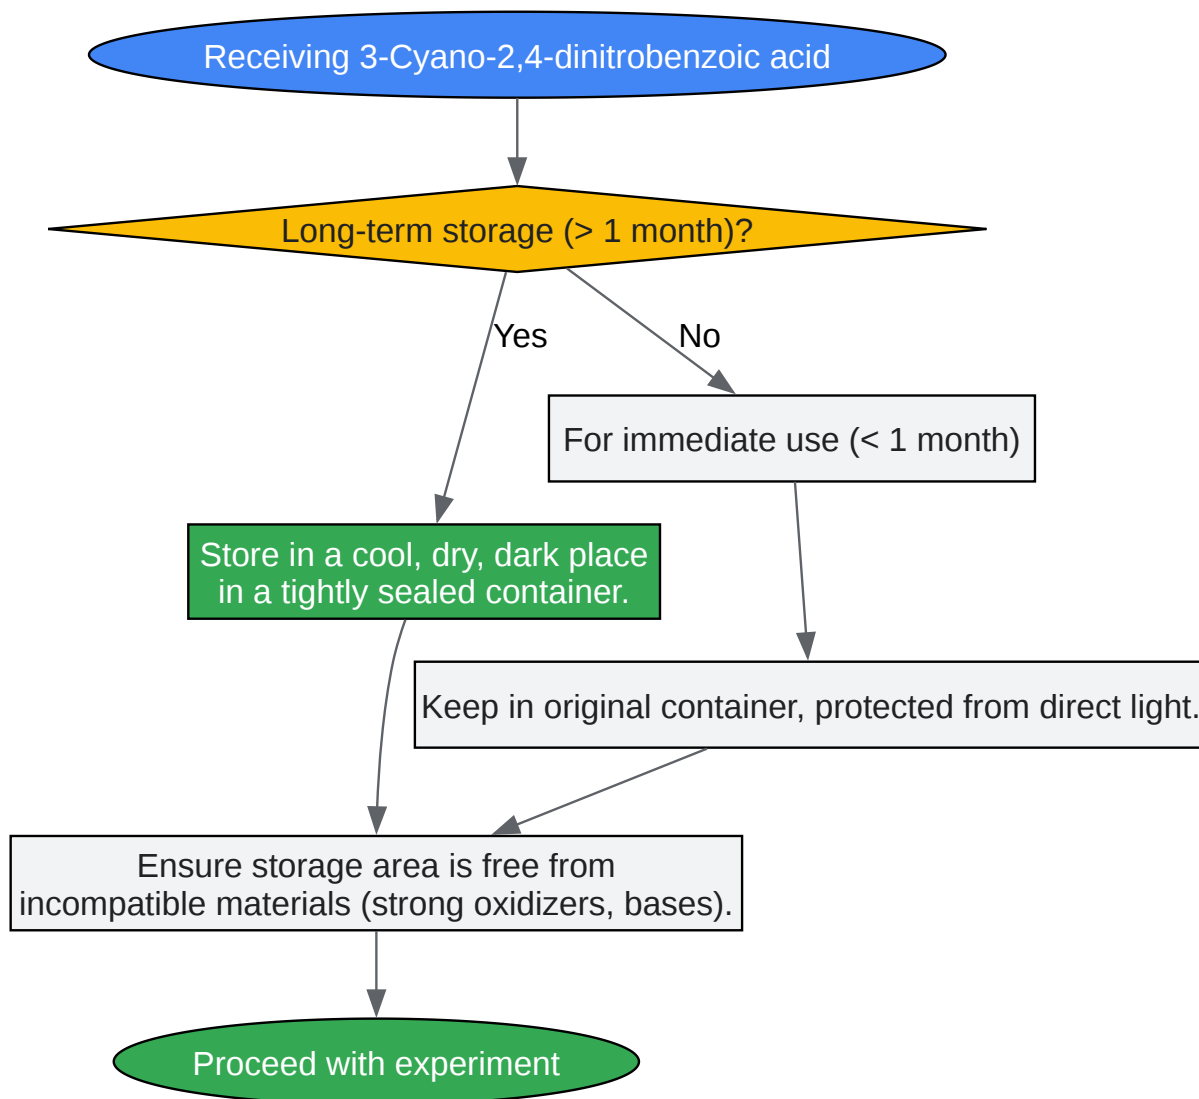 Receiving 3-Cyano-2,4-dinitrobenzoic acid
Long-term storage (> 1 month)?
Yes
No
For immediate use (< 1 month)
Store in a cool, dry, dark place
in a tightly sealed container.
Keep in original container, protected from direct light.
Ensure storage area is free from
incompatible materials (strong oxidizers, bases).
Proceed with experiment